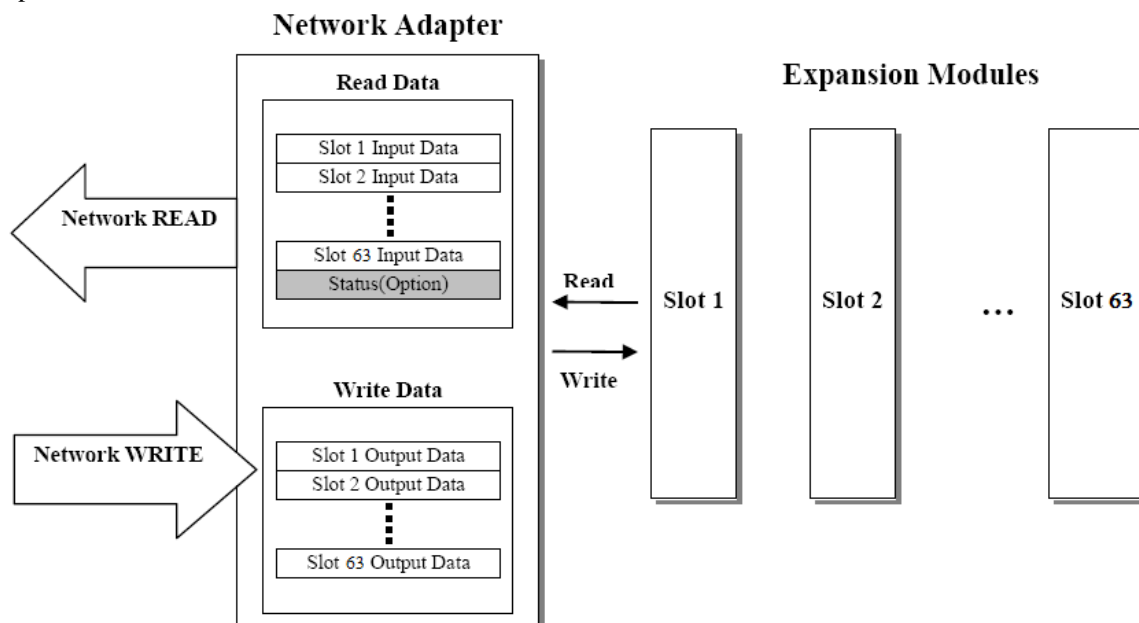 Network Adapter
Expansion Modules
Read Data
Slot 1 Input Data
Slot 2 Input Data
Slot 63 Input Data
Status(Option)
Network READ
Read
Write
Slot 1
Slot 2
...
Slot 63
Write Data
Network WRITE
Slot 1 Output Data
Slot 2 Output Data
Slot 63 Output Data